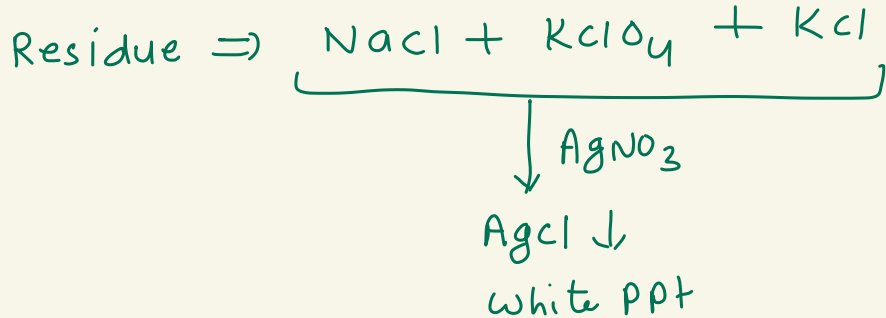 Residue ⇒ NaCl + KClO₄ + KCl
AgNO₃
AgCl ↓
white ppt